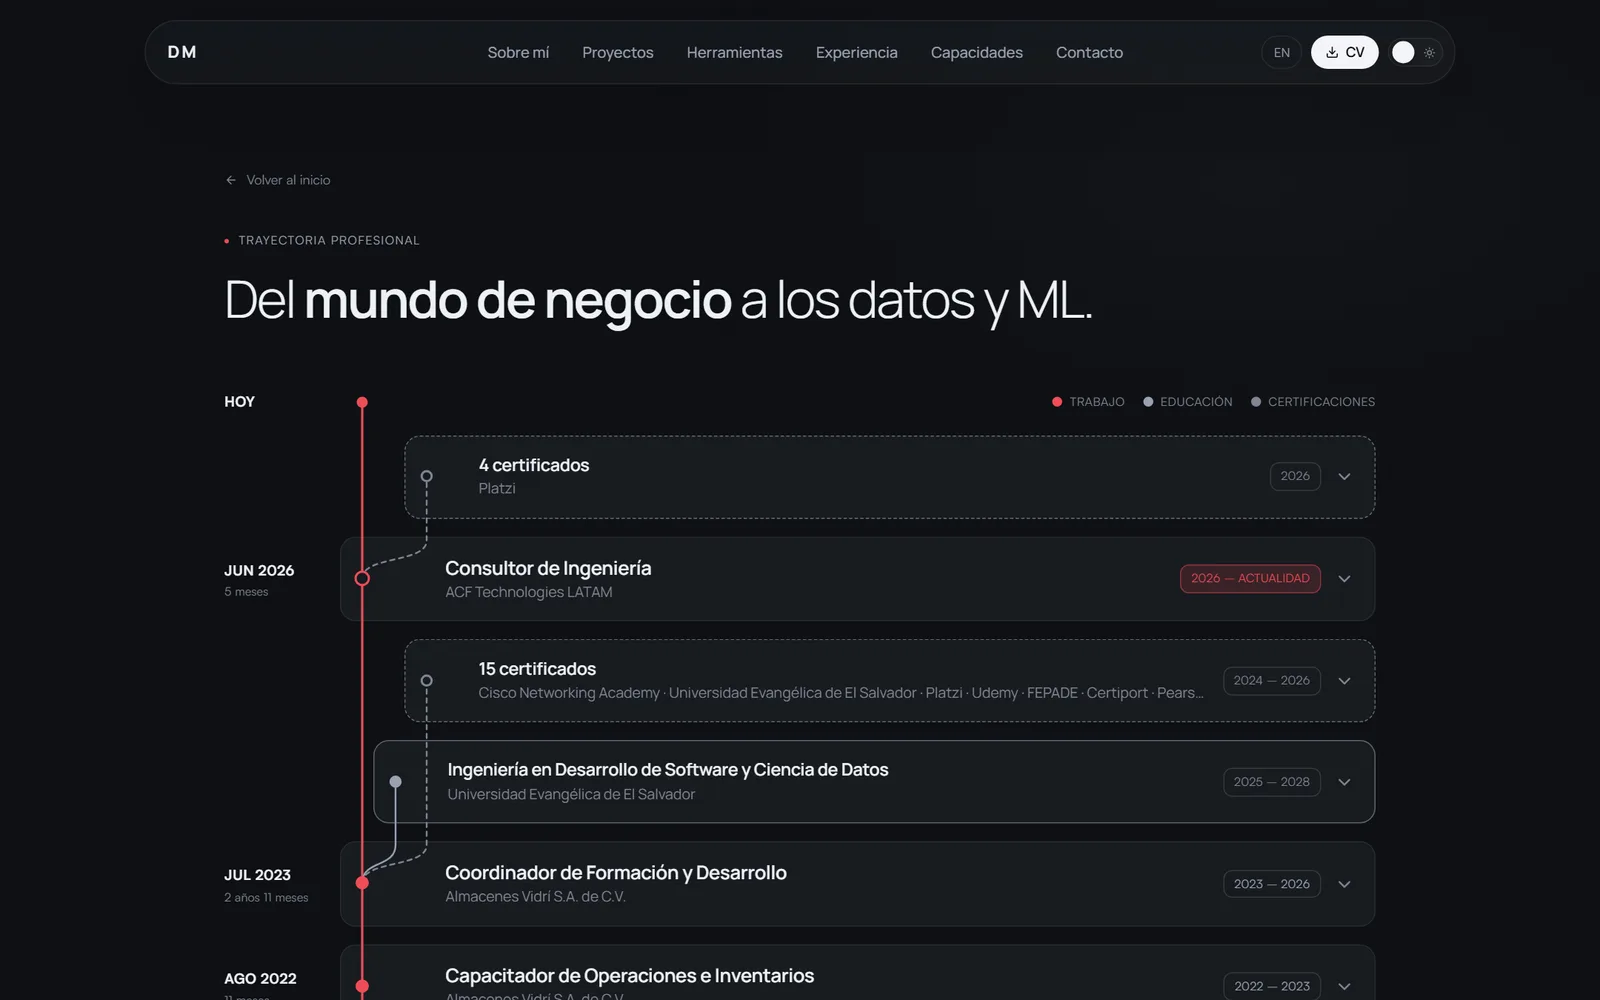 DM
Sobre mí
Proyectos
Herramientas
Experiencia
Capacidades
Contacto
EN
CV
Volver al inicio
TRAYECTORIA PROFESIONAL
Del mundo de negocio a los datos y ML.
HOY
TRABAJO
EDUCACIÓN
CERTIFICACIONES
4 certificados
Platzi
2026
JUN 2026
5 meses
Consultor de Ingeniería
ACF Technologies LATAM
2026 — ACTUALIDAD
15 certificados
Cisco Networking Academy · Universidad Evangélica de El Salvador · Platzi · Udemy · FEPADE · Certiport · Pears...
2024 — 2026
Ingeniería en Desarrollo de Software y Ciencia de Datos
Universidad Evangélica de El Salvador
2025 — 2028
JUL 2023
2 años 11 meses
Coordinador de Formación y Desarrollo
Almacenes Vidrí S.A. de C.V.
2023 — 2026
AGO 2022
11 meses
Capacitador de Operaciones e Inventarios
Almacenes Vidrí S.A. de C.V.
2022 — 2023